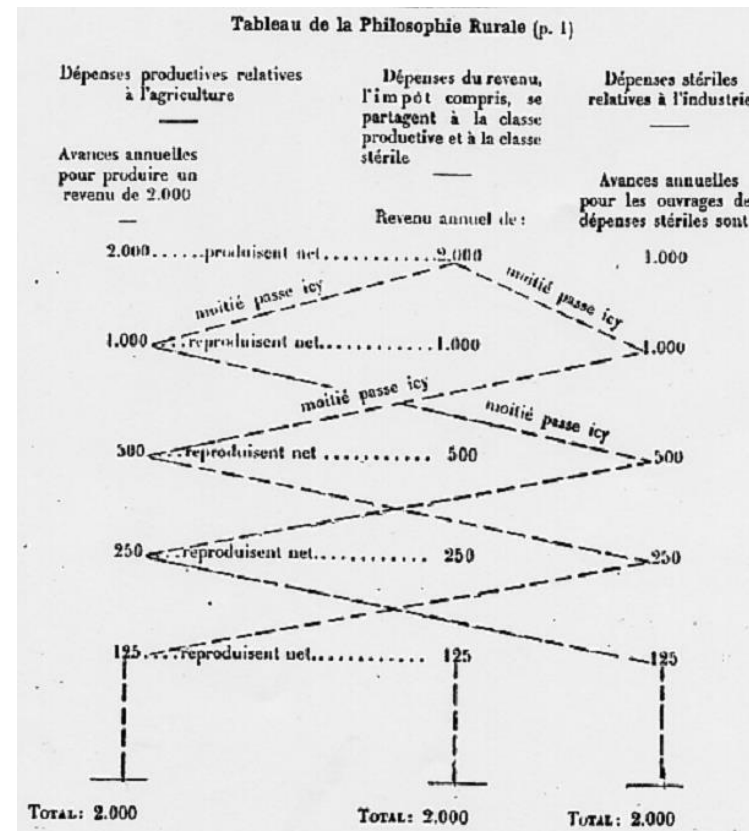 Tableau de la Philosophie Rurale (p. 1)
Dépenses productives relatives
à l'agriculture
Avances annuelles
pour produire un
revenu de 2.000
Dépenses du revenu,
l'impôt compris, se
partagent à la classe
productive et à la classe
stérile
Revenu annuel de :
Dépenses stériles
relatives à l'industrie
Avances annuelles
pour les ouvrages de
dépenses stériles sont
2.000......produisent net............2,000 1.000
moitié passe icy moitié passe icy
1.000 ...reproduisent net............1.000 1.000
moitié passe icy moitié passe icy
500 ...reproduisent net ........... 500 500
250 ...reproduisent net............ 250 250
125 ....reproduisent net............ 125 125
TOTAL: 2.000 TOTAL: 2,000 TOTAL: 2.000